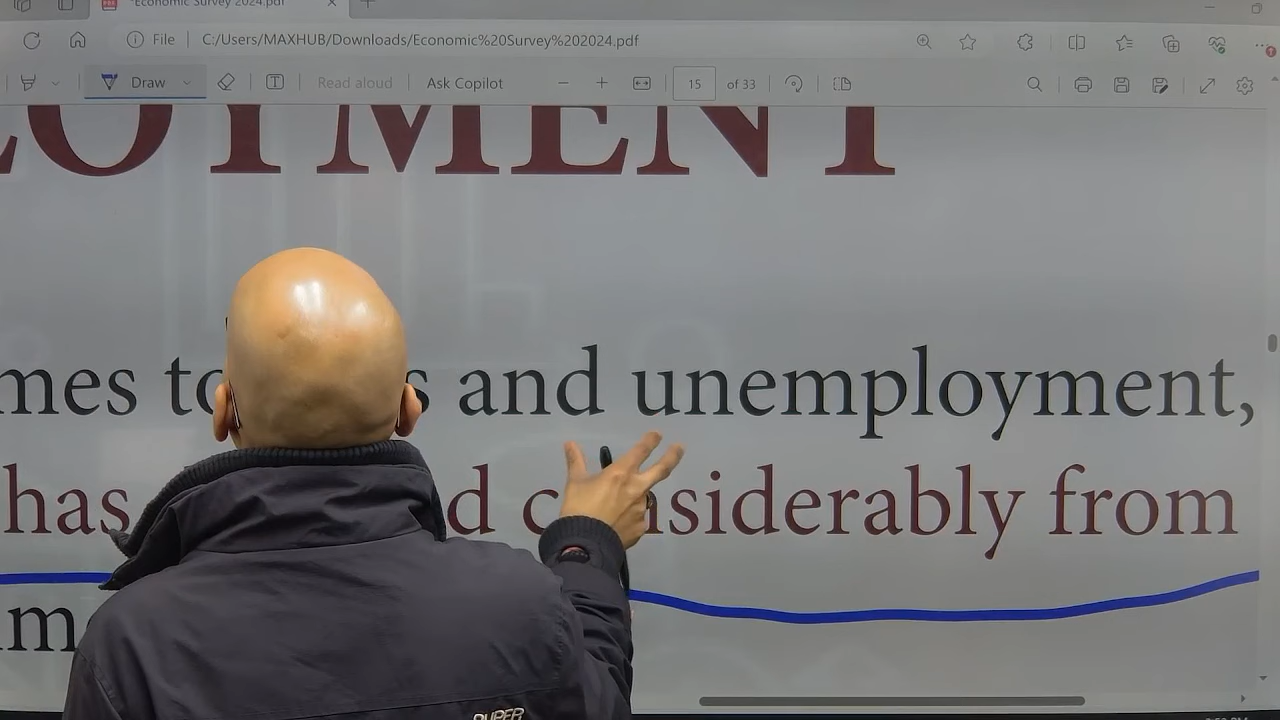 *Economic Survey 2024.pdf
File C:/Users/MAXHUB/Downloads/Economic%20Survey%202024.pdf
Draw Read aloud Ask Copilot 15 of 33
OYMENT
mes to s and unemployment,
has d considerably from
m